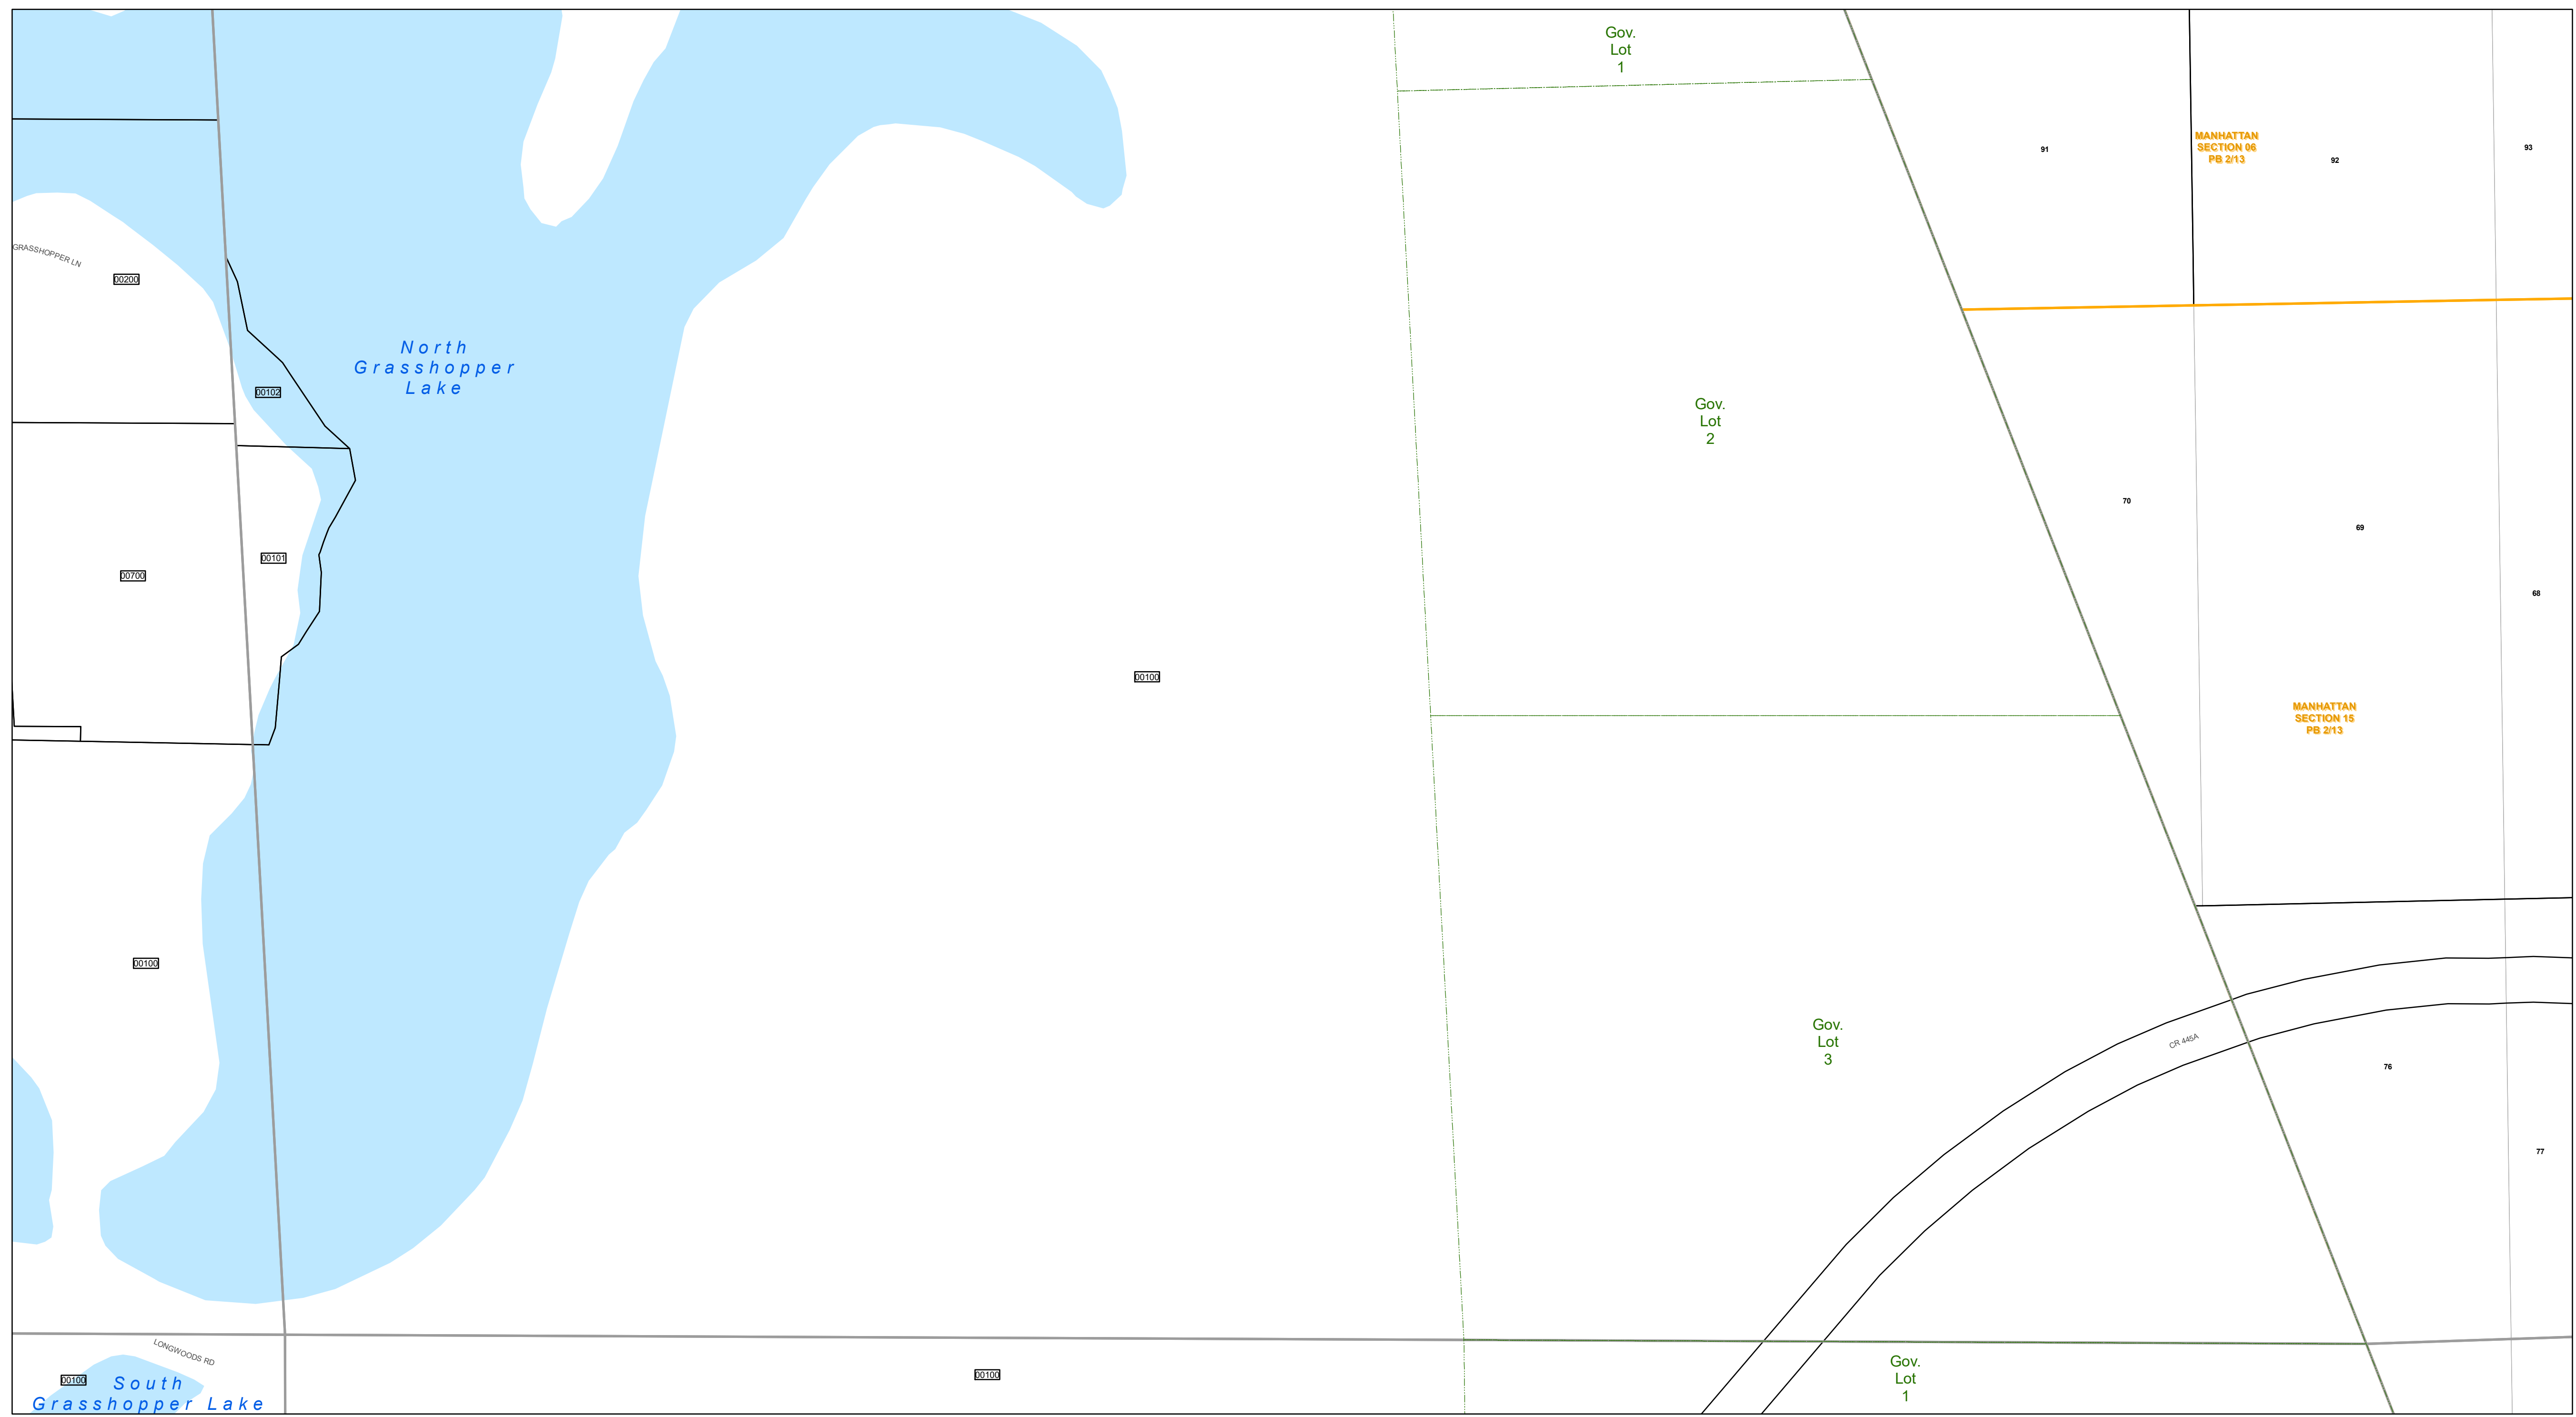 Gov.
Lot
1
91
MANHATTAN
SECTION 06
PB 2/13
92
93
GRASSHOPPER LN
00200
North
Grasshopper
Lake
00102
Gov.
Lot
2
70
69
00101
00700
68
00100
MANHATTAN
SECTION 15
PB 2/13
00100
Gov.
Lot
3
CR 445A
76
77
LONGWOODS RD
00100
South
Grasshopper Lake
00100
Gov.
Lot
1